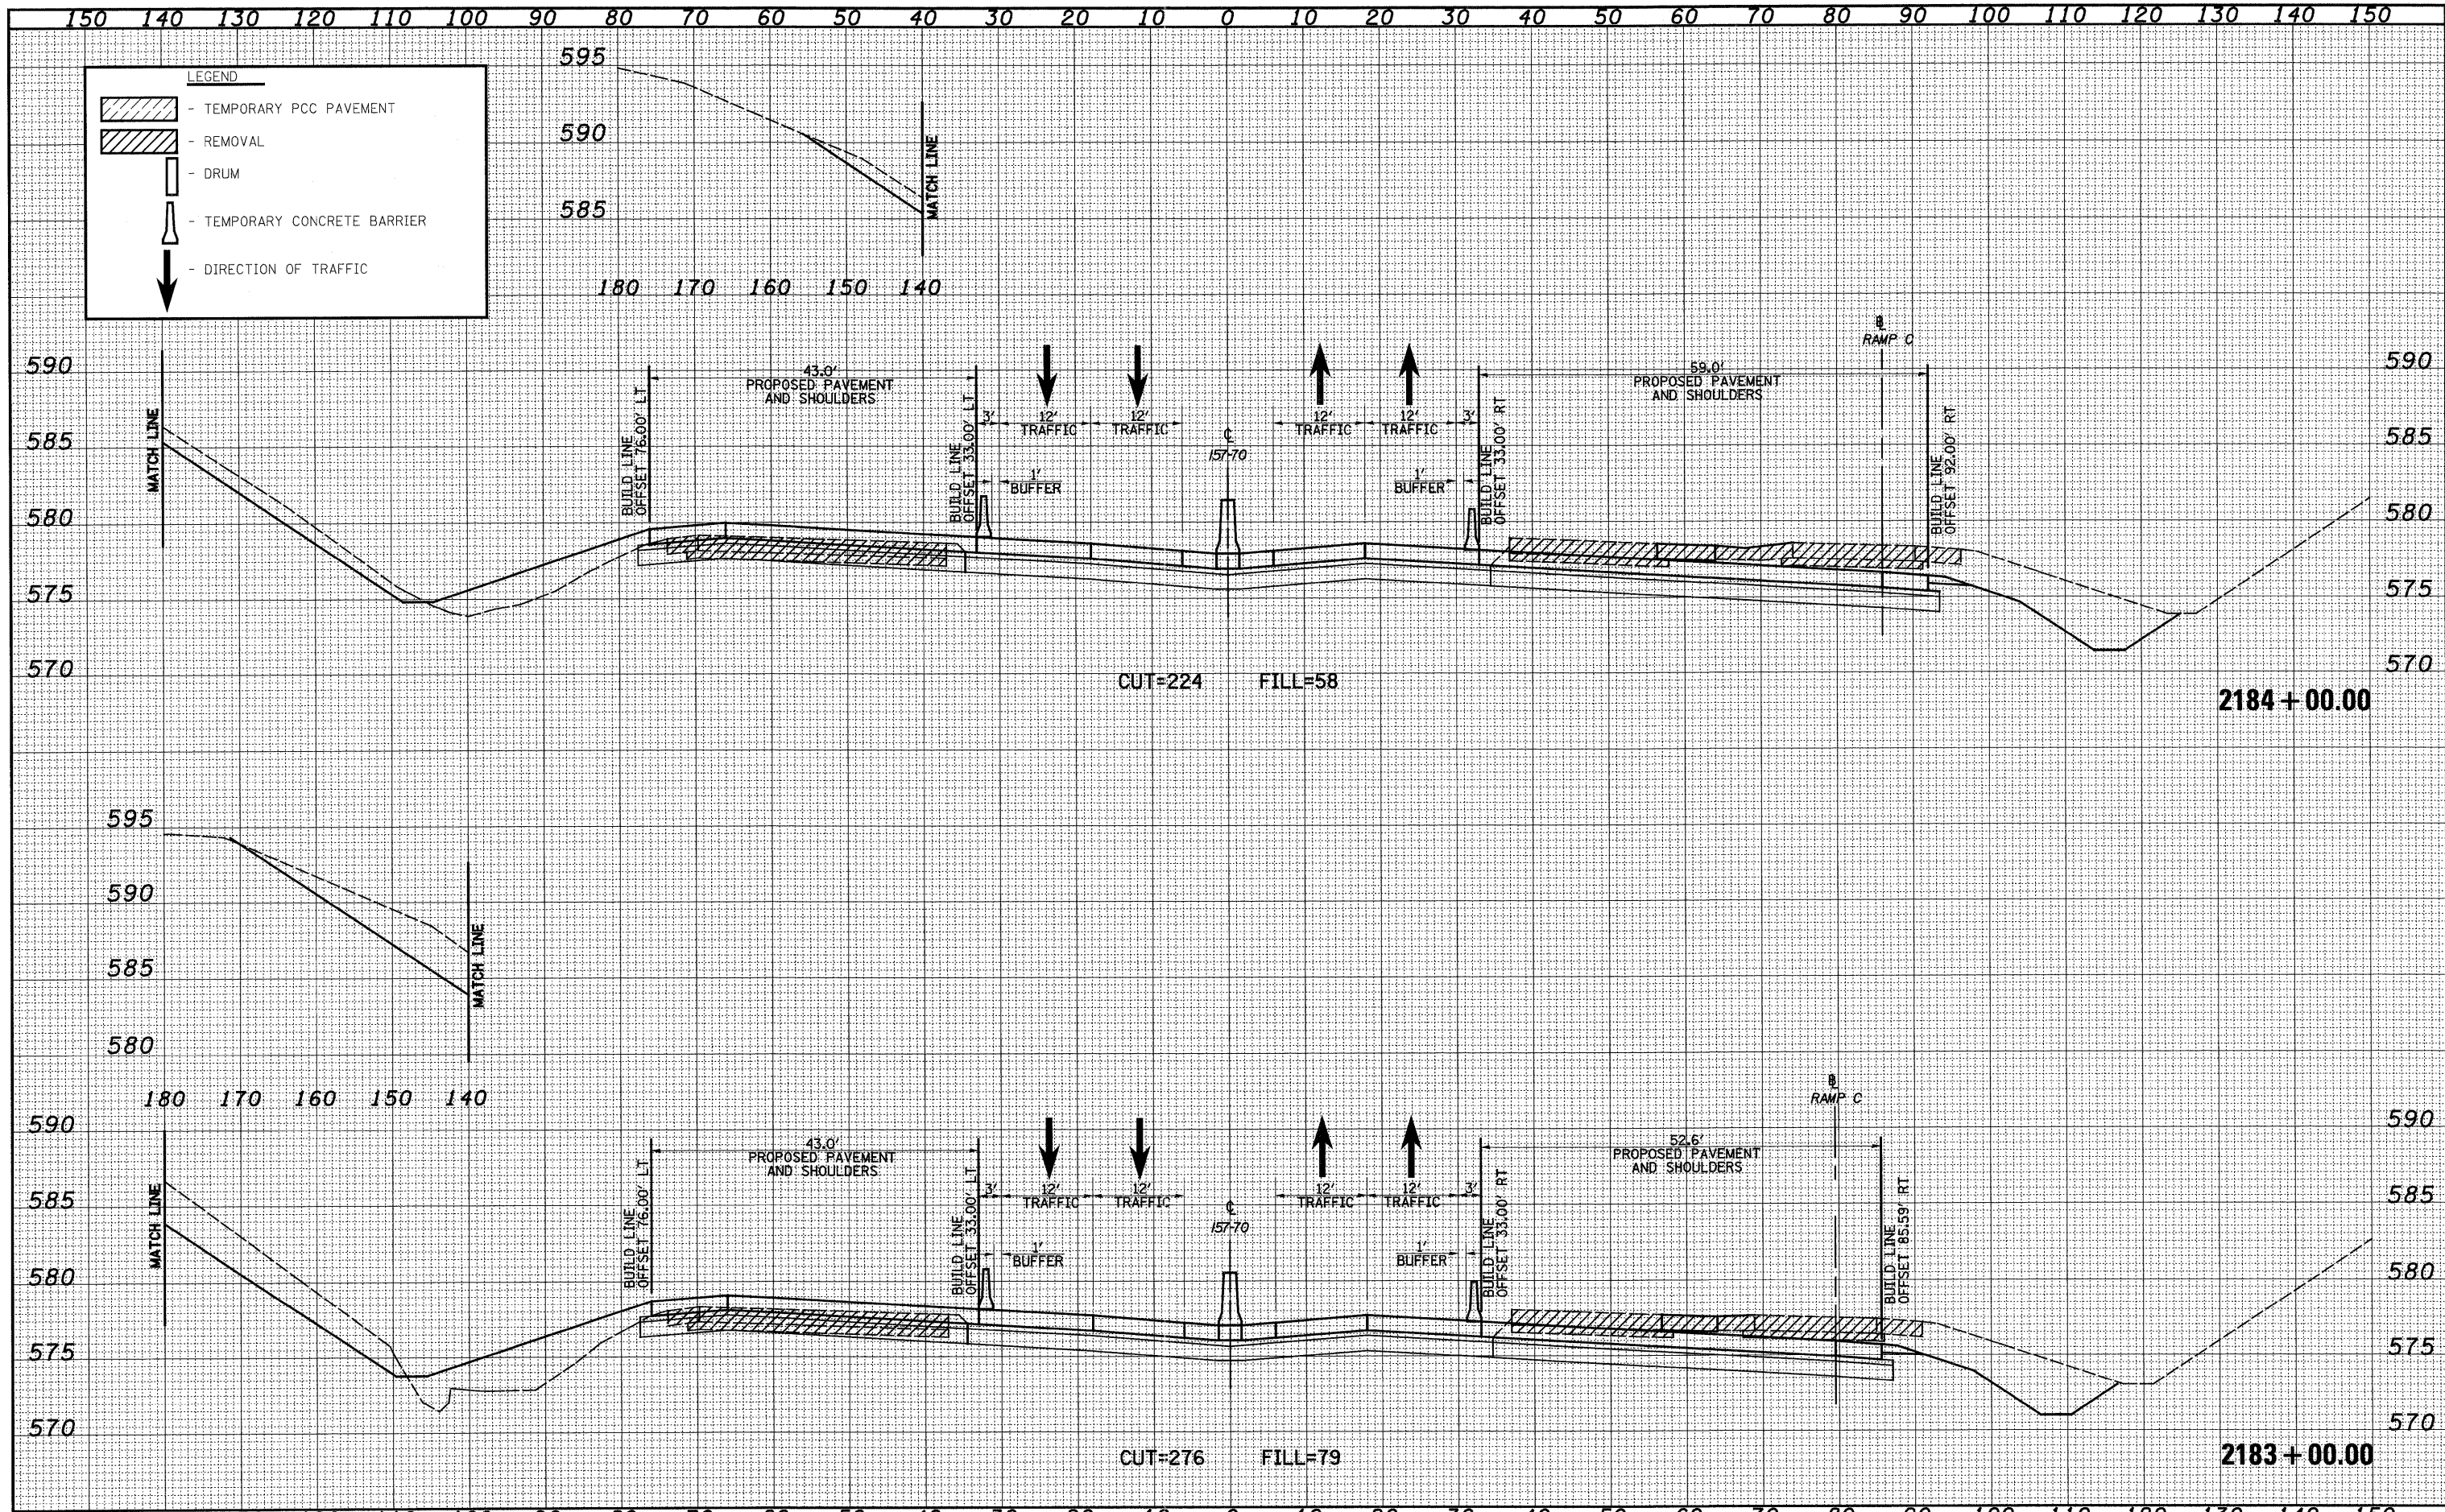 150 140 130 120 110 100 90 80 70 60 50 40 30 20 10 0 10 20 30 40 50 60 70 80 90 100 110 120 130 140 150
LEGEND
- TEMPORARY PCC PAVEMENT
- REMOVAL
- DRUM
- TEMPORARY CONCRETE BARRIER
- DIRECTION OF TRAFFIC
595
590
585
MATCH LINE
180 170 160 150 140
RAMP C
590
585
580
575
570
MATCH LINE
43.0'
PROPOSED PAVEMENT
AND SHOULDERS
BUILD LINE
OFFSET 76.00' LT
BUILD LINE
OFFSET 33.00' LT
3'
12'
TRAFFIC
12'
TRAFFIC
1'
BUFFER
℄
157-70
12'
TRAFFIC
12'
TRAFFIC
3'
1'
BUFFER
BUILD LINE
OFFSET 33.00' RT
59.0'
PROPOSED PAVEMENT
AND SHOULDERS
BUILD LINE
OFFSET 92.00' RT
590
585
580
575
570
CUT=224 FILL=58
2184+00.00
595
590
585
580
MATCH LINE
180 170 160 150 140
RAMP C
590
585
580
575
570
MATCH LINE
43.0'
PROPOSED PAVEMENT
AND SHOULDERS
BUILD LINE
OFFSET 76.00' LT
BUILD LINE
OFFSET 33.00' LT
3'
12'
TRAFFIC
12'
TRAFFIC
1'
BUFFER
℄
157-70
12'
TRAFFIC
12'
TRAFFIC
3'
1'
BUFFER
BUILD LINE
OFFSET 33.00' RT
52.6'
PROPOSED PAVEMENT
AND SHOULDERS
BUILD LINE
OFFSET 85.59' RT
590
585
580
575
570
CUT=276 FILL=79
2183+00.00